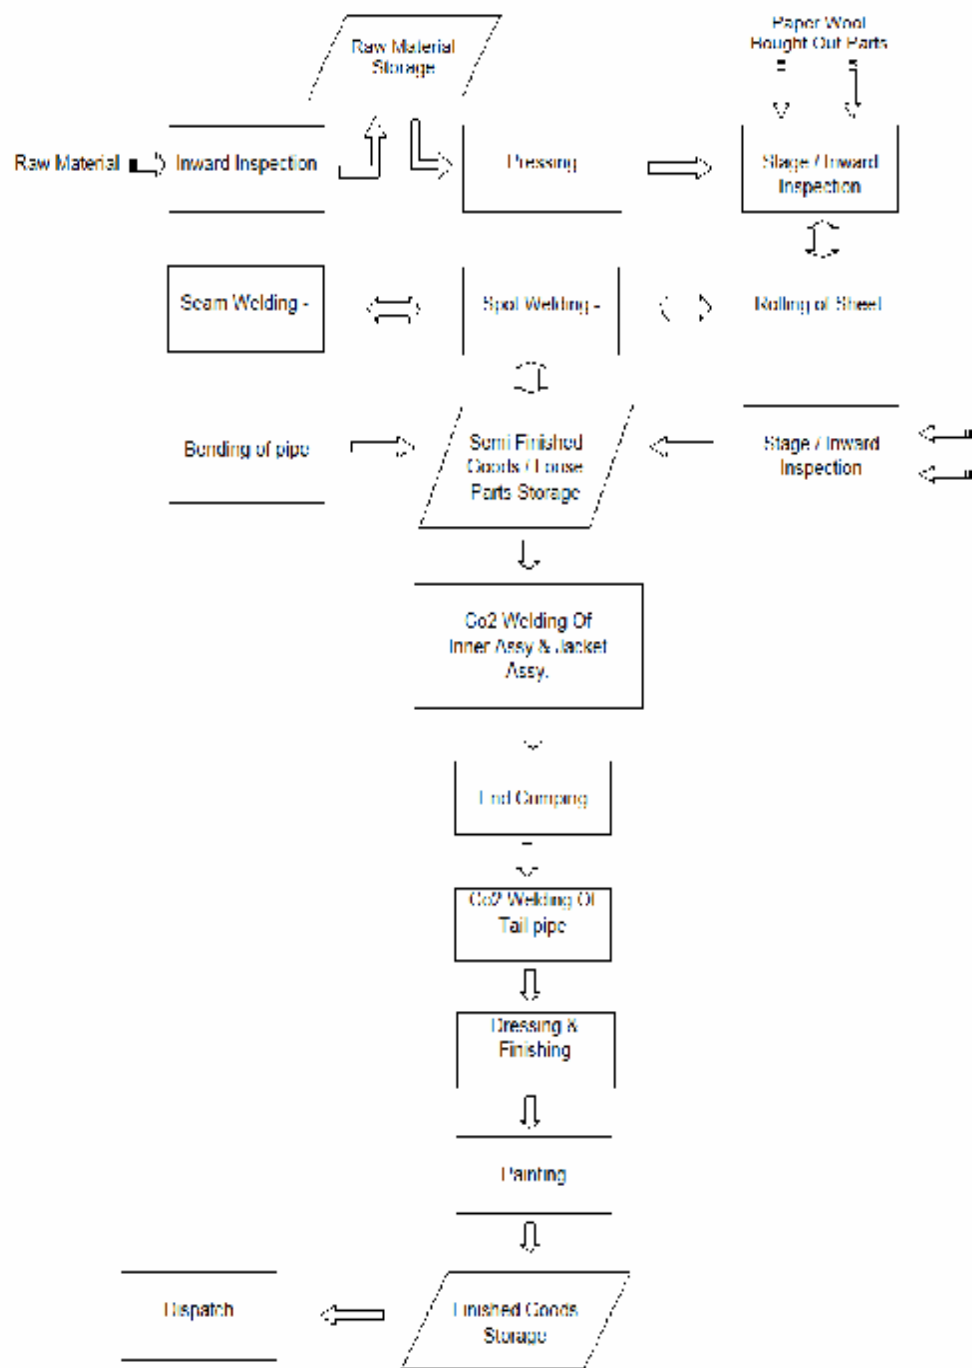 Raw Material
Storage
Paper Wool
Bought Out Parts
Raw Material
Inward Inspection
Pressing
Stage / Inward
Inspection
Seam Welding -
Spot Welding -
Rolling of Sheet
Bending of pipe
Semi Finished
Goods / Loose
Parts Storage
Stage / Inward
Inspection
Co2 Welding Of
Inner Assy & Jacket
Assy.
End Cumping
Co2 Welding Of
Tail pipe
Dressing &
Finishing
Painting
Dispatch
Finished Goods
Storage